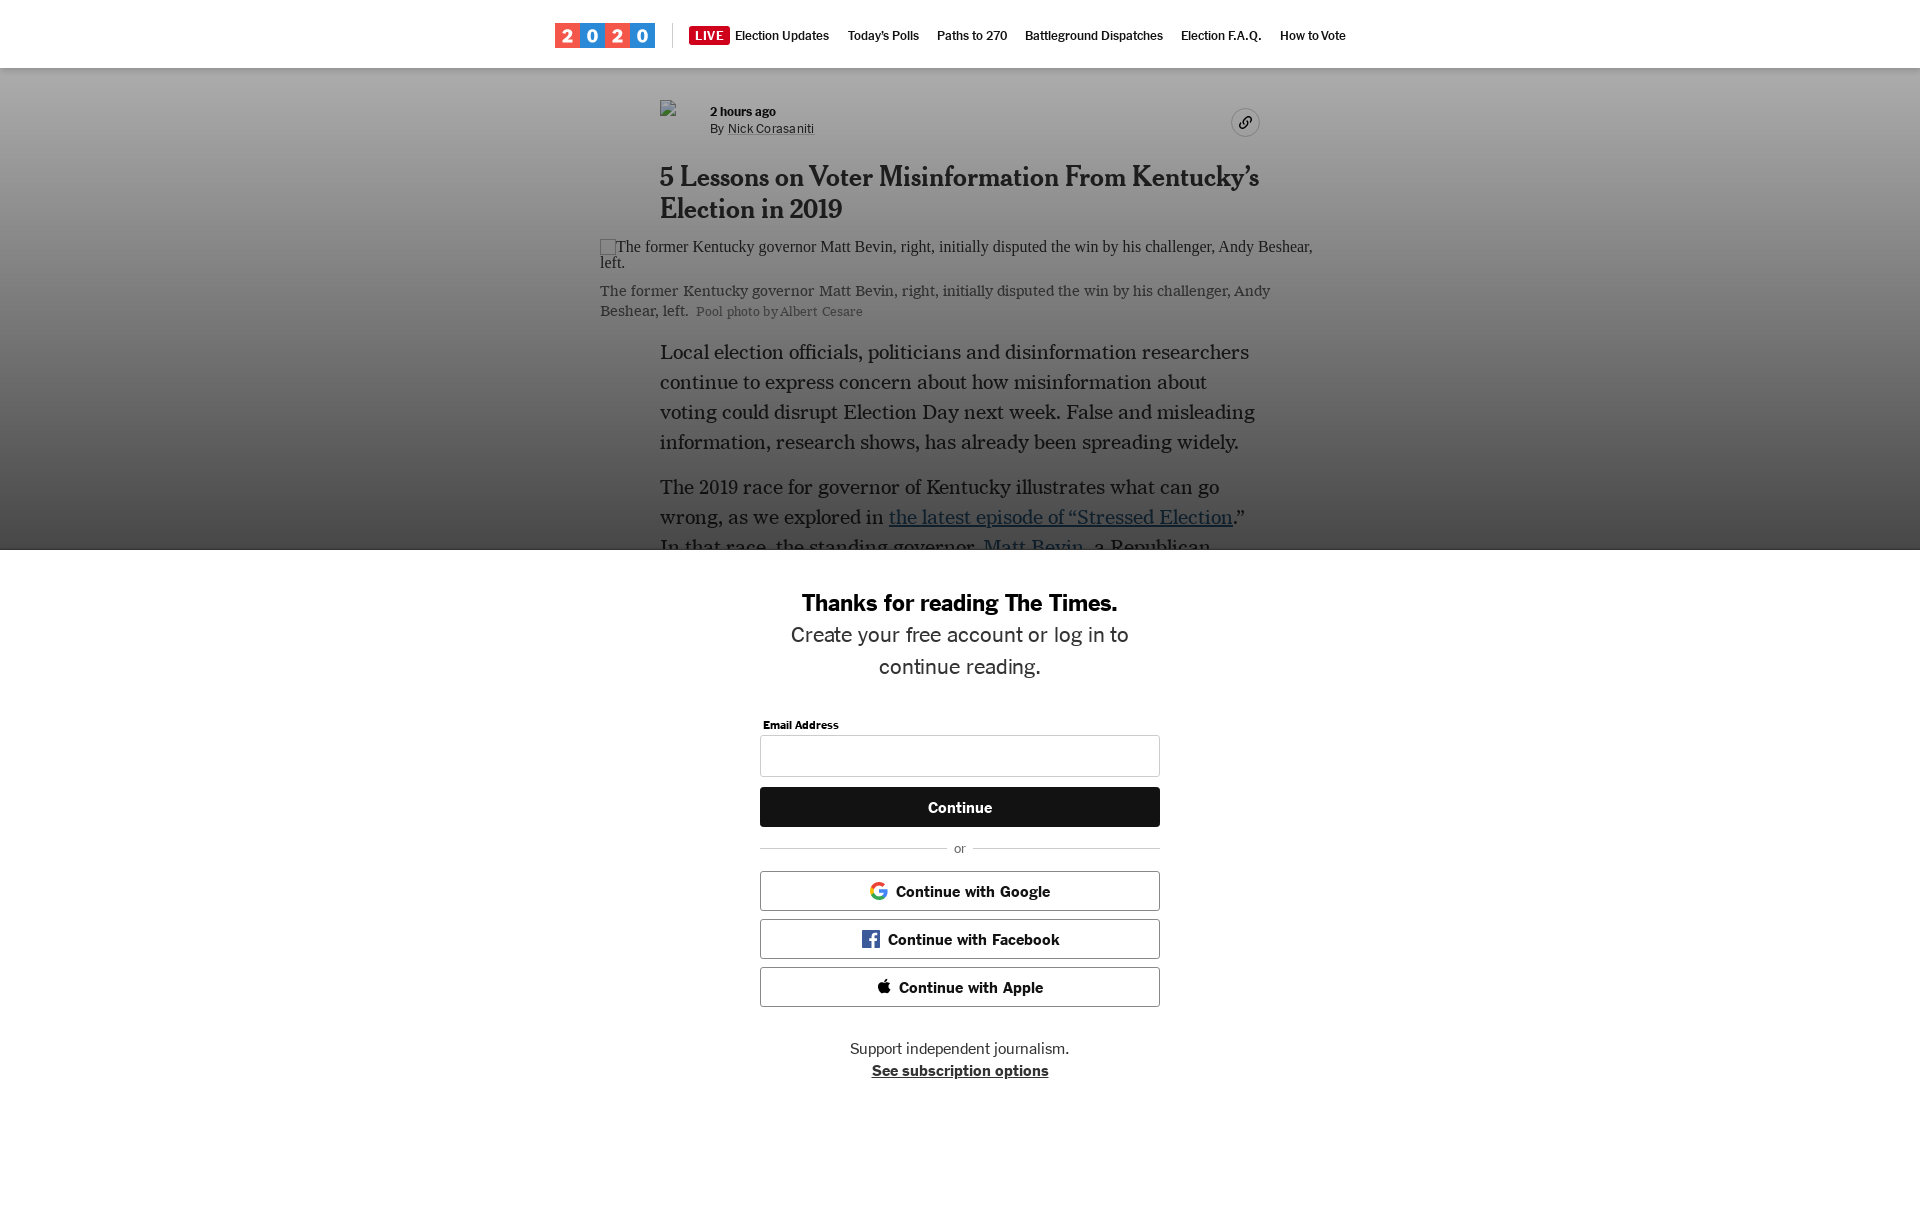 2020
LIVE Election Updates Today's Polls Paths to 270 Battleground Dispatches Election F.A.Q. How to Vote
2 hours ago
By Nick Corasaniti
5 Lessons on Voter Misinformation From Kentucky’s
Election in 2019
The former Kentucky governor Matt Bevin, right, initially disputed the win by his challenger, Andy Beshear,
left.
The former Kentucky governor Matt Bevin, right, initially disputed the win by his challenger, Andy
Beshear, left. Pool photo by Albert Cesare
Local election officials, politicians and disinformation researchers
continue to express concern about how misinformation about
voting could disrupt Election Day next week. False and misleading
information, research shows, has already been spreading widely.
The 2019 race for governor of Kentucky illustrates what can go
wrong, as we explored in the latest episode of “Stressed Election.”
In that race, the standing governor, Matt Bevin, a Republican,
Thanks for reading The Times.
Create your free account or log in to
continue reading.
Email Address
Continue
or
Continue with Google
Continue with Facebook
Continue with Apple
Support independent journalism.
See subscription options